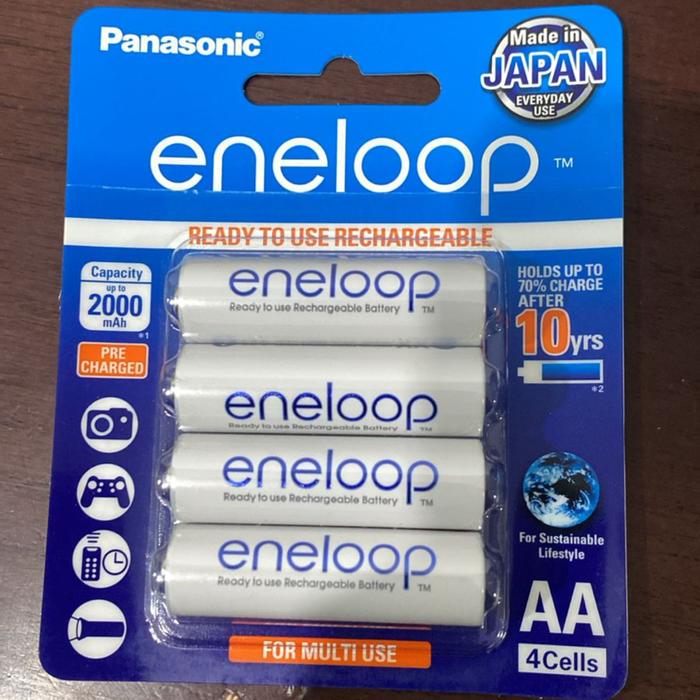 Panasonic®
Made in
JAPAN
EVERYDAY
USE
eneloop ™
READY TO USE RECHARGEABLE
Capacity
up to
2000
mAh
*1
PRE
CHARGED
HOLDS UP TO
70% CHARGE
AFTER
10yrs
*2
eneloop
Ready to use Rechargeable Battery TM
eneloop
Ready to use Rechargeable Battery TM
eneloop
Ready to use Rechargeable Battery TM
eneloop
Ready to use Rechargeable Battery TM
For Sustainable
Lifestyle
AA
4Cells
FOR MULTI USE